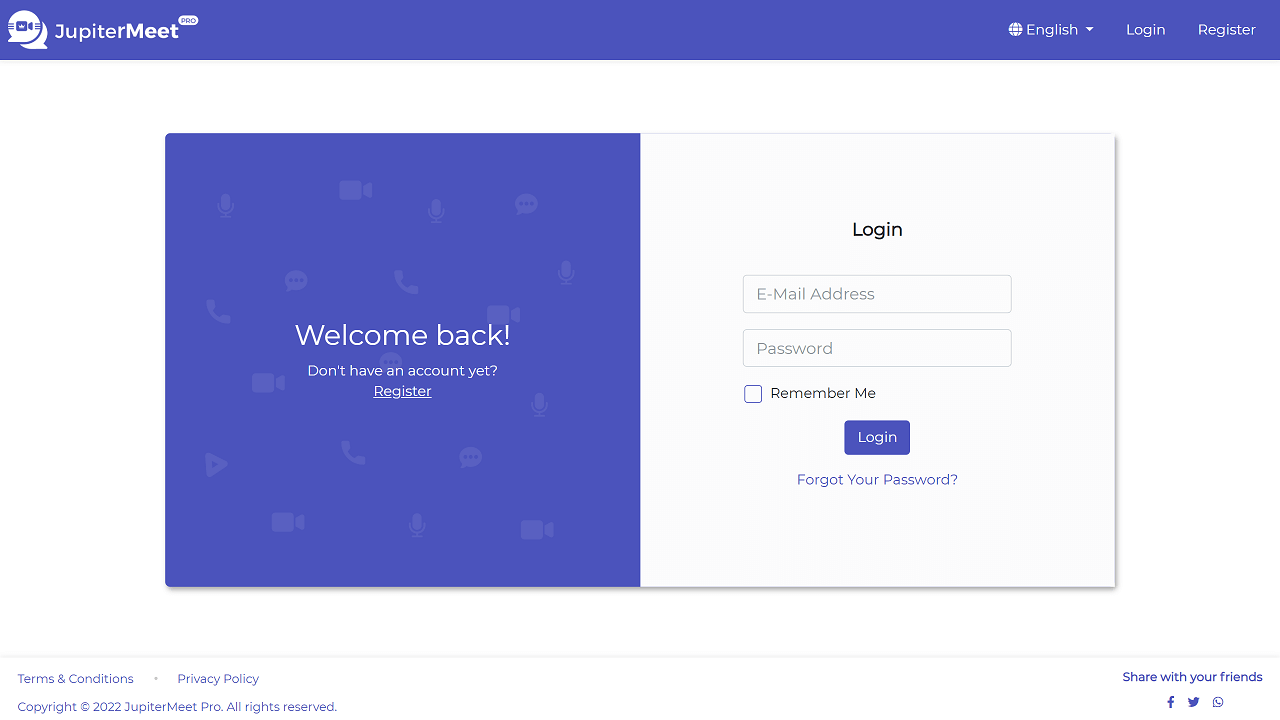 JupiterMeet PRO
English
Login
Register
Welcome back!
Don't have an account yet?
Register
Login
E-Mail Address
Password
Remember Me
Login
Forgot Your Password?
Terms & Conditions • Privacy Policy
Copyright © 2022 JupiterMeet Pro. All rights reserved.
Share with your friends